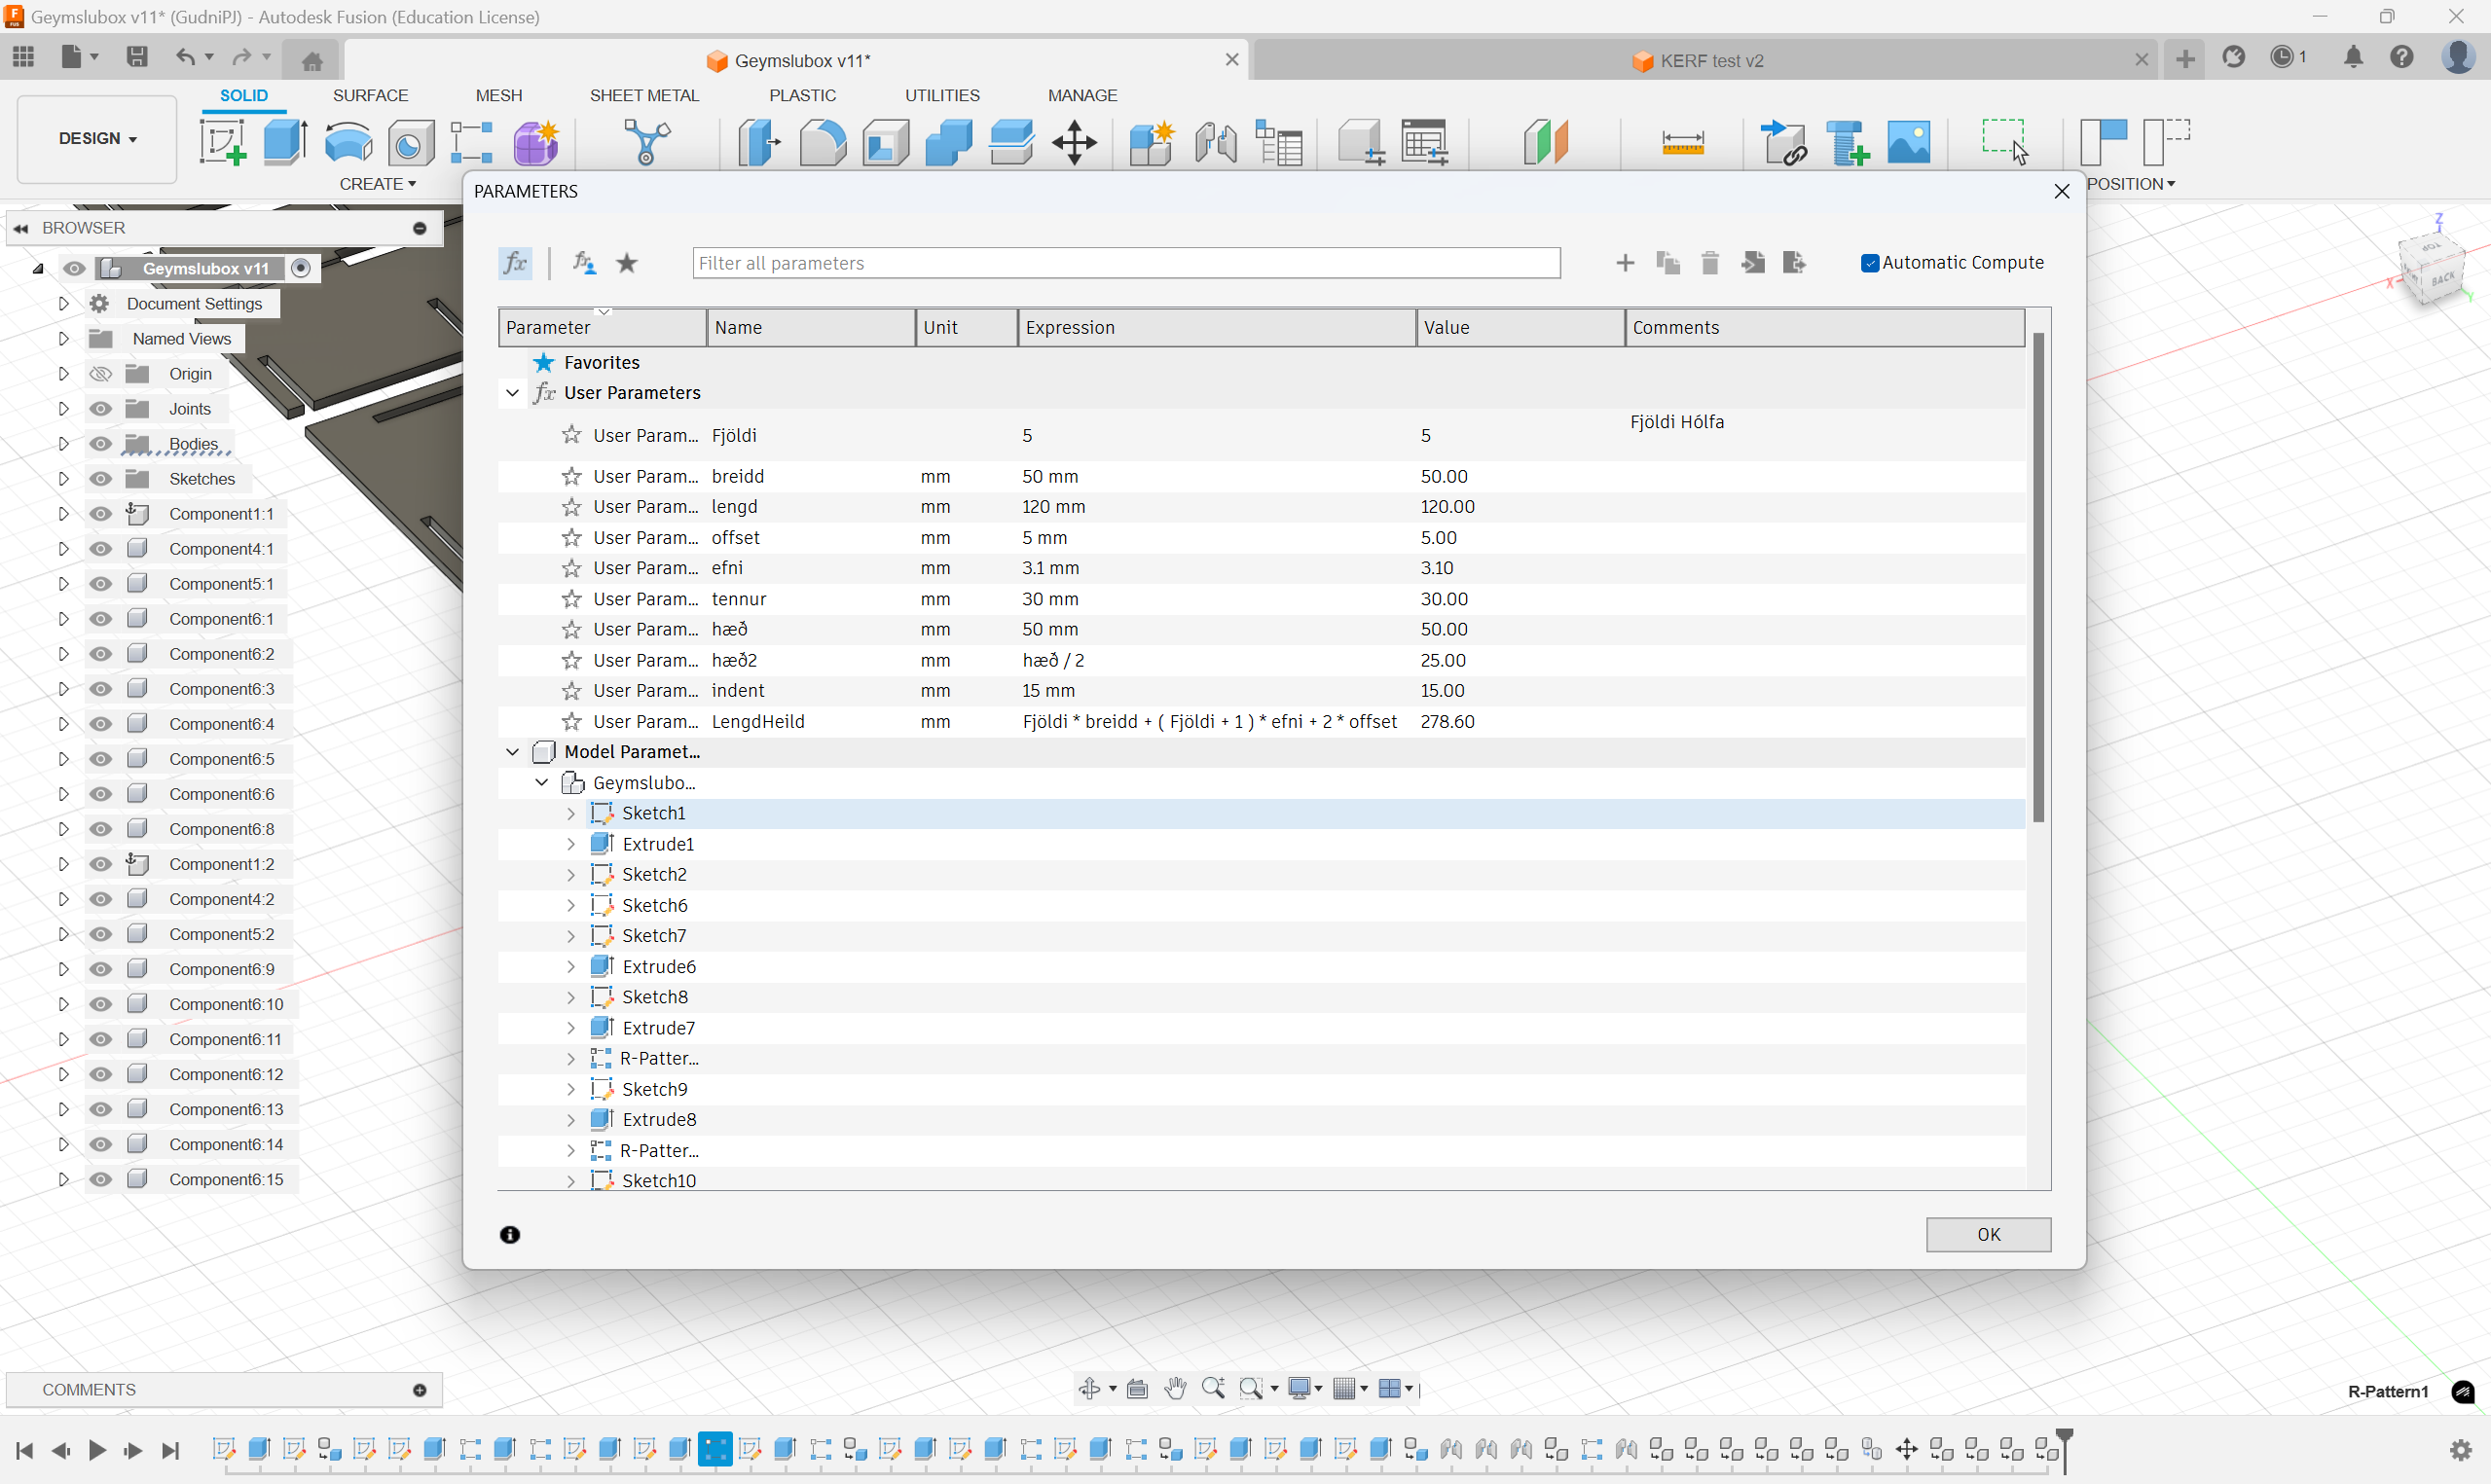 Geymslubox v11* (GudniPJ) - Autodesk Fusion (Education License)
Geymslubox v11*
KERF test v2
1
SOLID
SURFACE
MESH
SHEET METAL
PLASTIC
UTILITIES
MANAGE
DESIGN
CREATE
POSITION
PARAMETERS
BROWSER
Geymslubox v11
Document Settings
Named Views
Origin
Joints
Bodies
Sketches
Component1:1
Component4:1
Component5:1
Component6:1
Component6:2
Component6:3
Component6:4
Component6:5
Component6:6
Component6:8
Component1:2
Component4:2
Component5:2
Component6:9
Component6:10
Component6:11
Component6:12
Component6:13
Component6:14
Component6:15
Filter all parameters
Automatic Compute
Parameter Name Unit Expression Value Comments
Favorites
fx User Parameters
User Param... Fjöldi 5 5 Fjöldi Hólfa
User Param... breidd mm 50 mm 50.00
User Param... lengd mm 120 mm 120.00
User Param... offset mm 5 mm 5.00
User Param... efni mm 3.1 mm 3.10
User Param... tennur mm 30 mm 30.00
User Param... hæð mm 50 mm 50.00
User Param... hæð2 mm hæð / 2 25.00
User Param... indent mm 15 mm 15.00
User Param... LengdHeild mm Fjöldi * breidd + ( Fjöldi + 1 ) * efni + 2 * offset 278.60
Model Paramet...
Geymslubo...
Sketch1
Extrude1
Sketch2
Sketch6
Sketch7
Extrude6
Sketch8
Extrude7
R-Patter...
Sketch9
Extrude8
R-Patter...
Sketch10
OK
Z
TOP
BACK
X
Y
COMMENTS
R-Pattern1